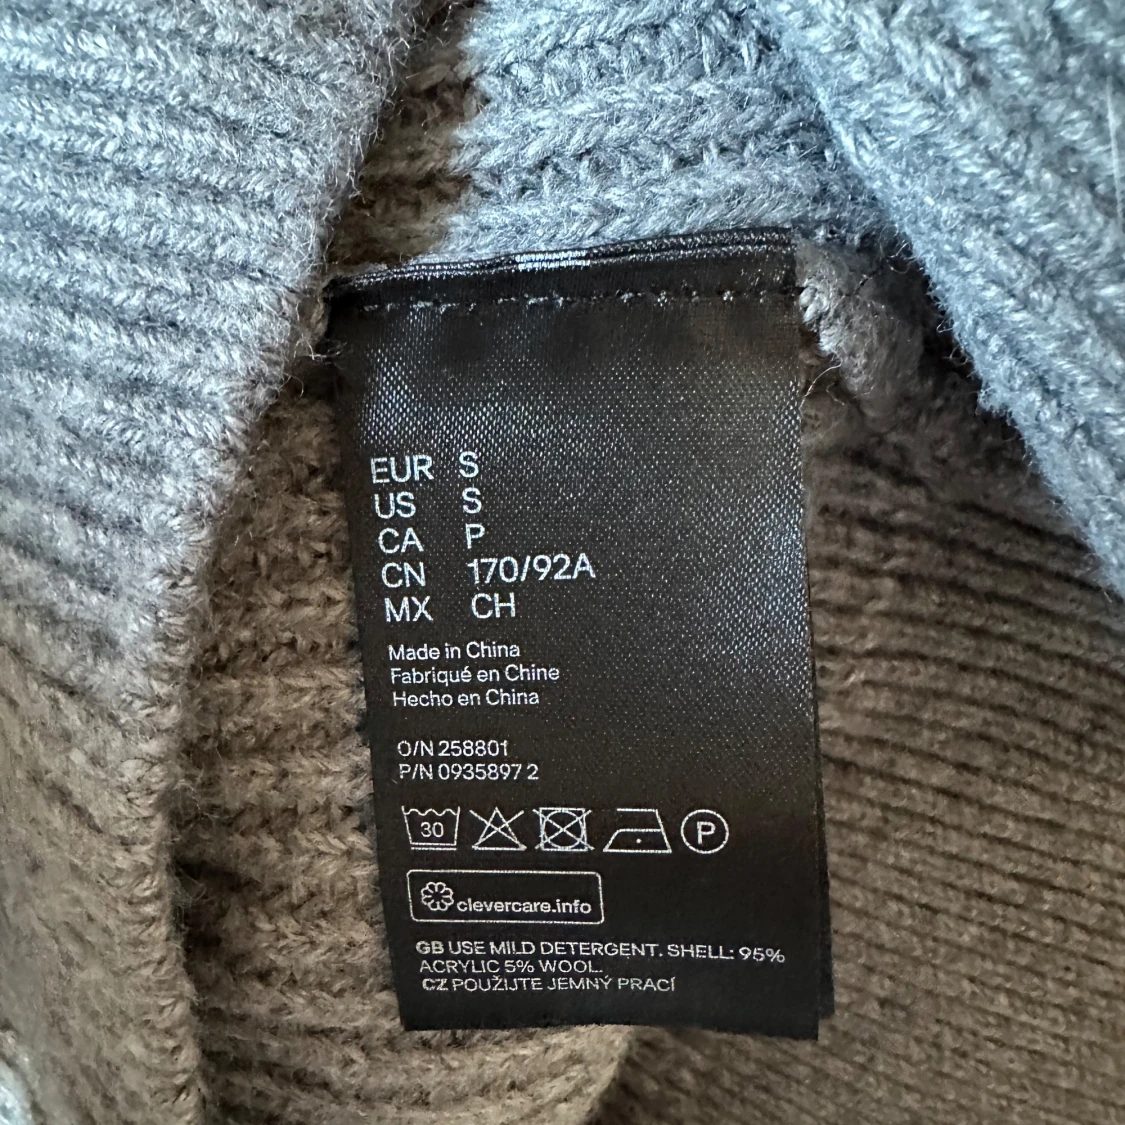 EUR S
US S
CA P
CN 170/92A
MX CH
Made in China
Fabriqué en Chine
Hecho en China
O/N 258801
P/N 0935897 2
30
P
clevercare.info
GB USE MILD DETERGENT. SHELL: 95%
ACRYLIC 5% WOOL.
CZ POUŽIJTE JEMNÝ PRACÍ